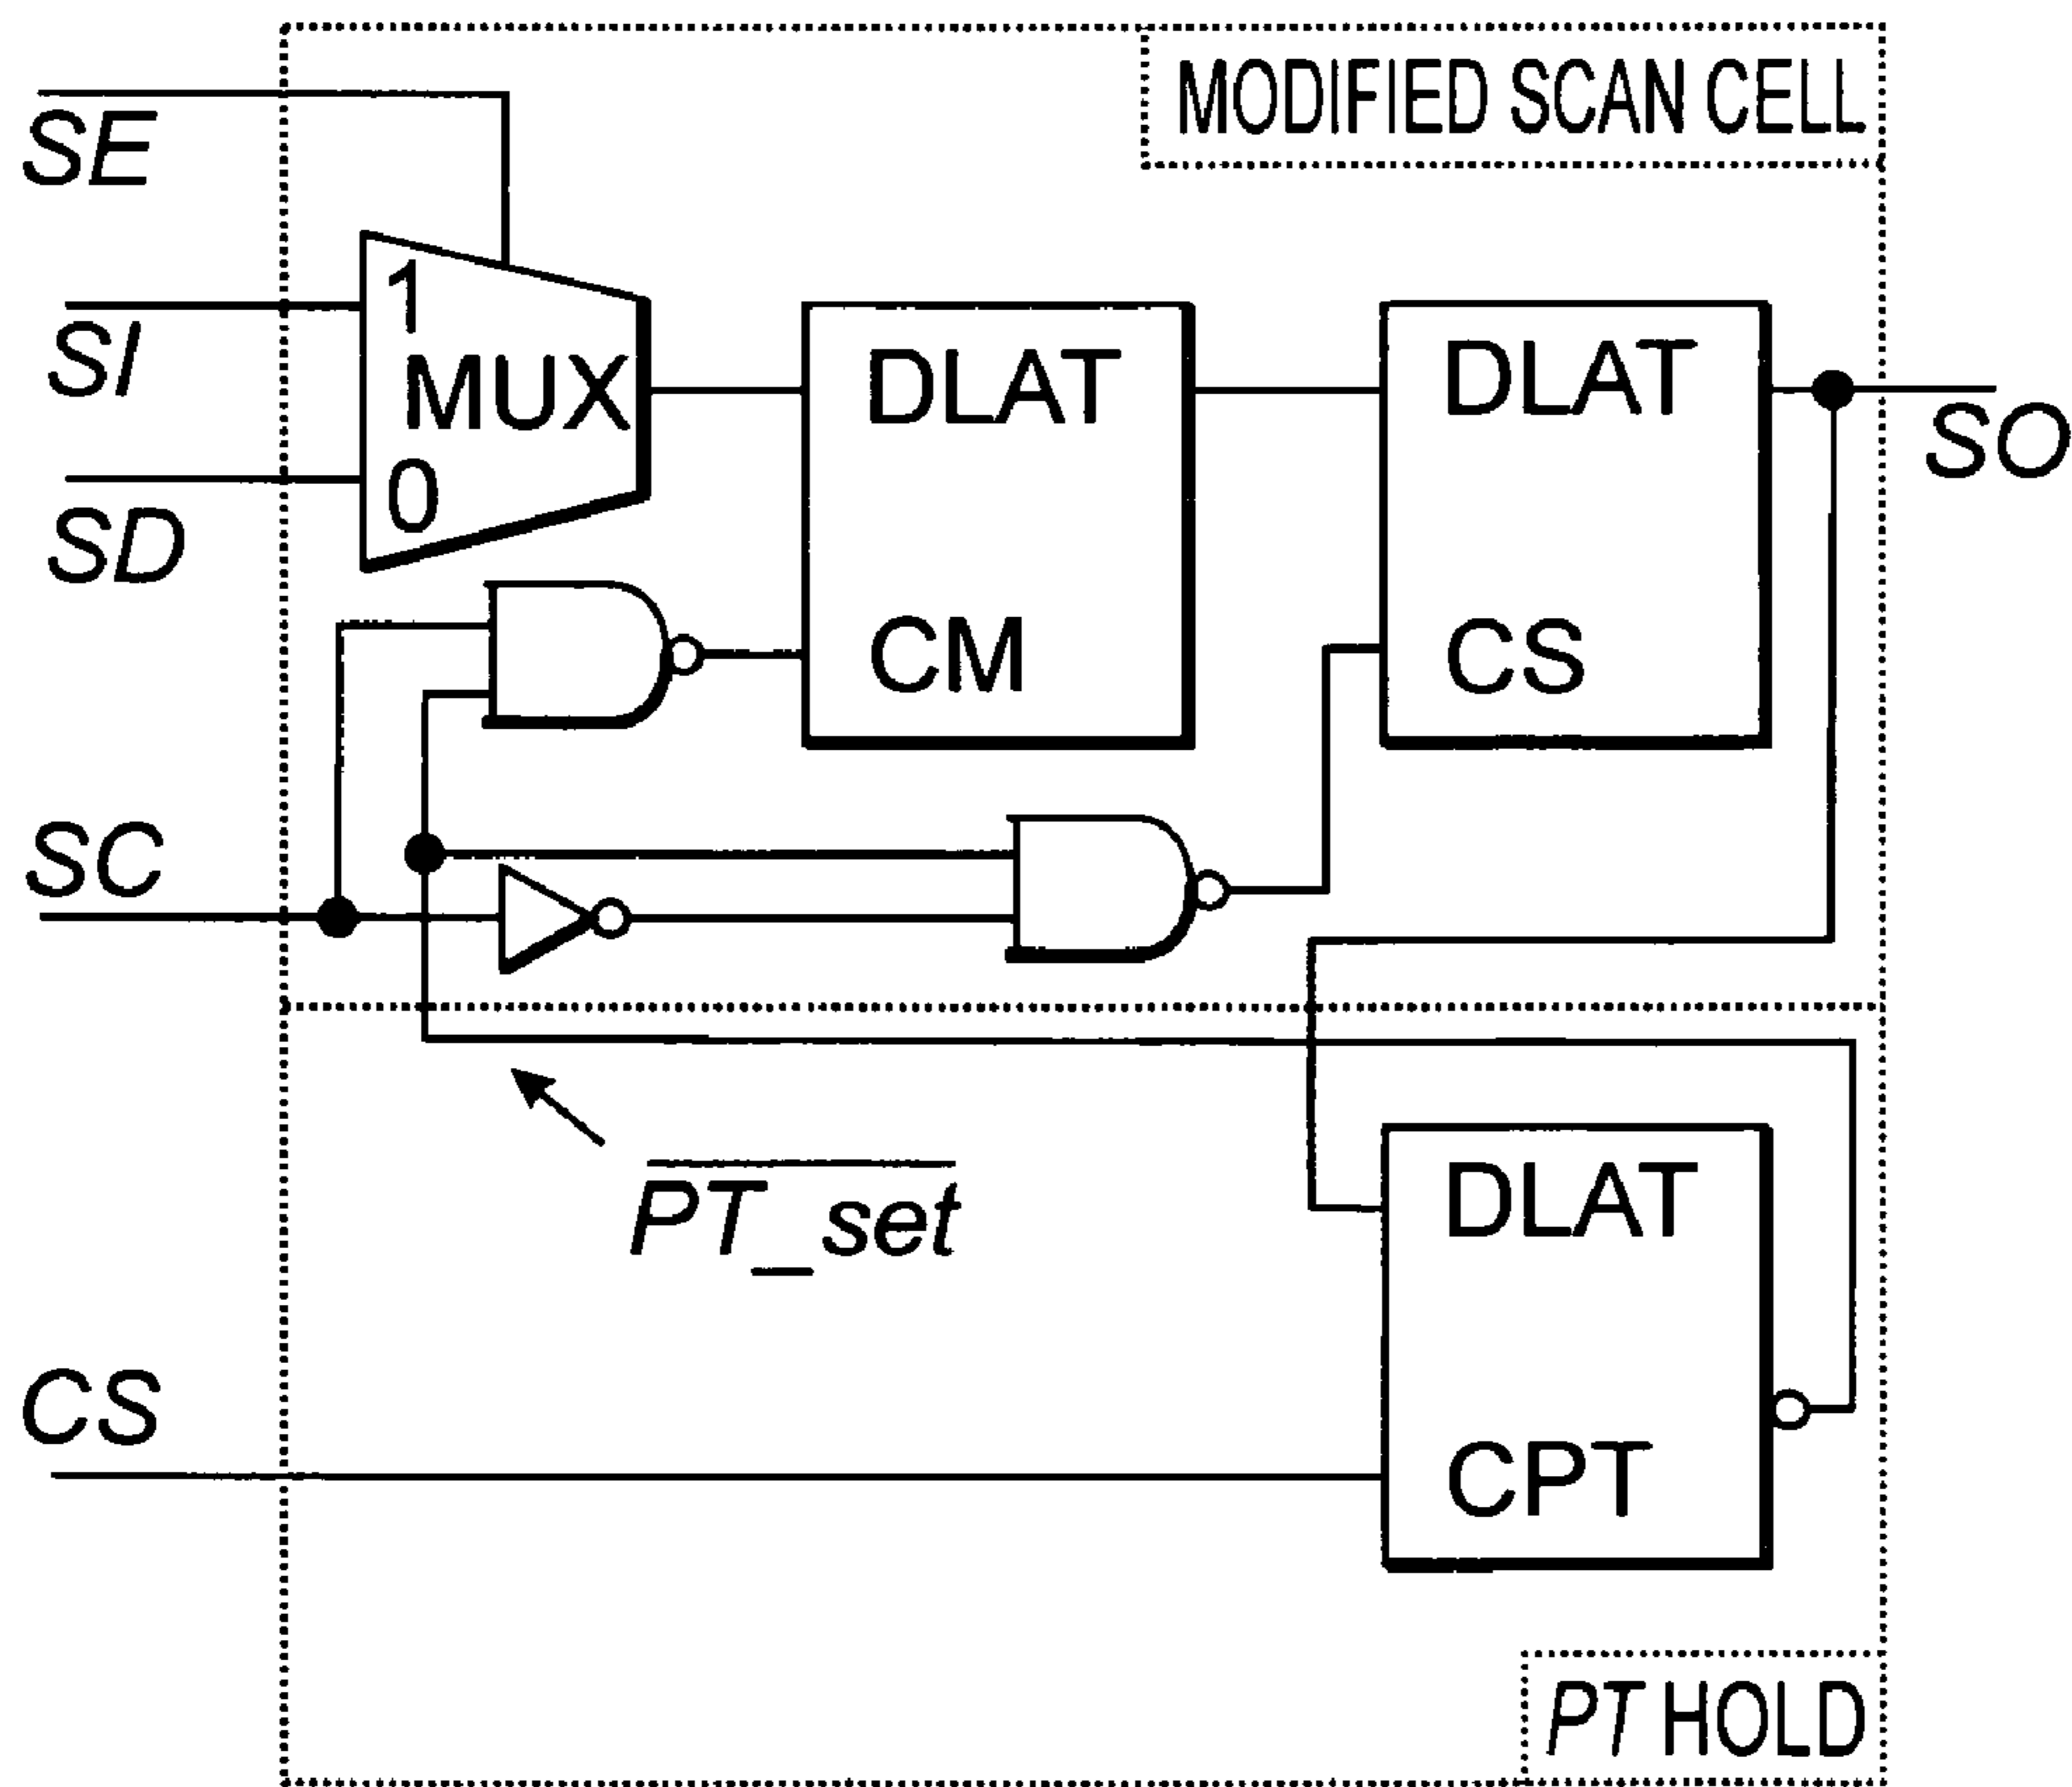 MODIFIED SCAN CELL
SE
1
SI
MUX
DLAT
DLAT
SO
0
SD
CM
CS
SC
PT_set
DLAT
CS
CPT
PT HOLD